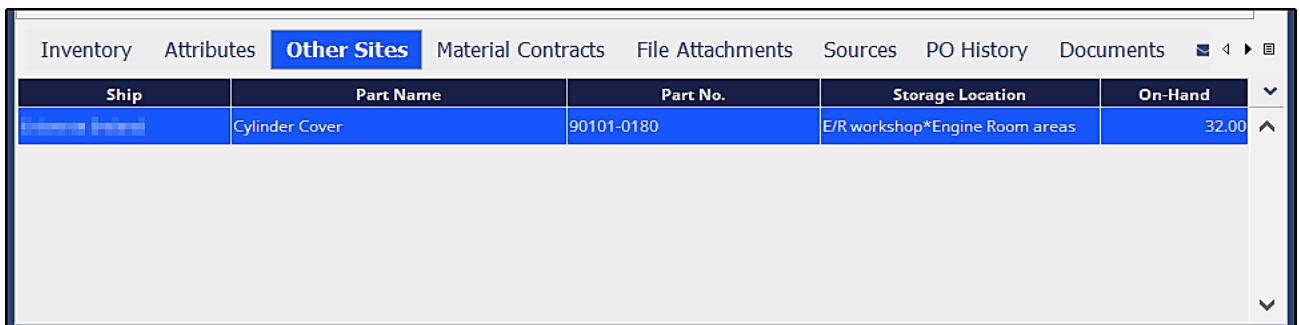 Inventory Attributes Other Sites Material Contracts File Attachments Sources PO History Documents
Ship Part Name Part No. Storage Location On-Hand
Cylinder Cover 90101-0180 E/R workshop*Engine Room areas 32.00